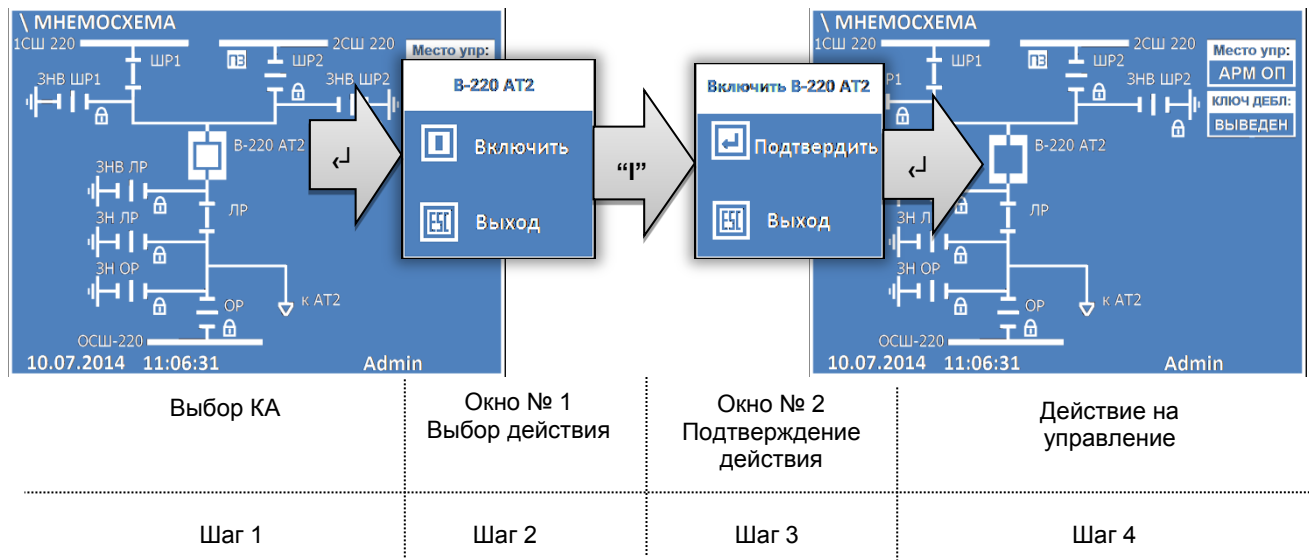 \ МНЕМОСХЕМА
1СШ 220
2СШ 220
Место упр:
ШР1
ПЗ
ШР2
ЗНВ ШР1
ЗНВ ШР2
В-220 АТ2
ЗНВ ЛР
ЛР
ЗН ЛР
ЗН ОР
к АТ2
ОР
ОСШ-220
10.07.2014 11:06:31 Admin
В-220 АТ2
Включить
ESC Выход
“I”
Включить В-220 АТ2
Подтвердить
ESC Выход
\ МНЕМОСХЕМА
1СШ 220
2СШ 220
Место упр:
АРМ ОП
КЛЮЧ ДЕБЛ:
ВЫВЕДЕН
ПЗ
ШР2
ЗНВ ШР2
В-220 АТ2
ЛР
ЗН ОР
к АТ2
ОР
ОСШ-220
10.07.2014 11:06:31 Admin
Выбор КА
Окно № 1
Выбор действия
Окно № 2
Подтверждение
действия
Действие на
управление
Шаг 1
Шаг 2
Шаг 3
Шаг 4